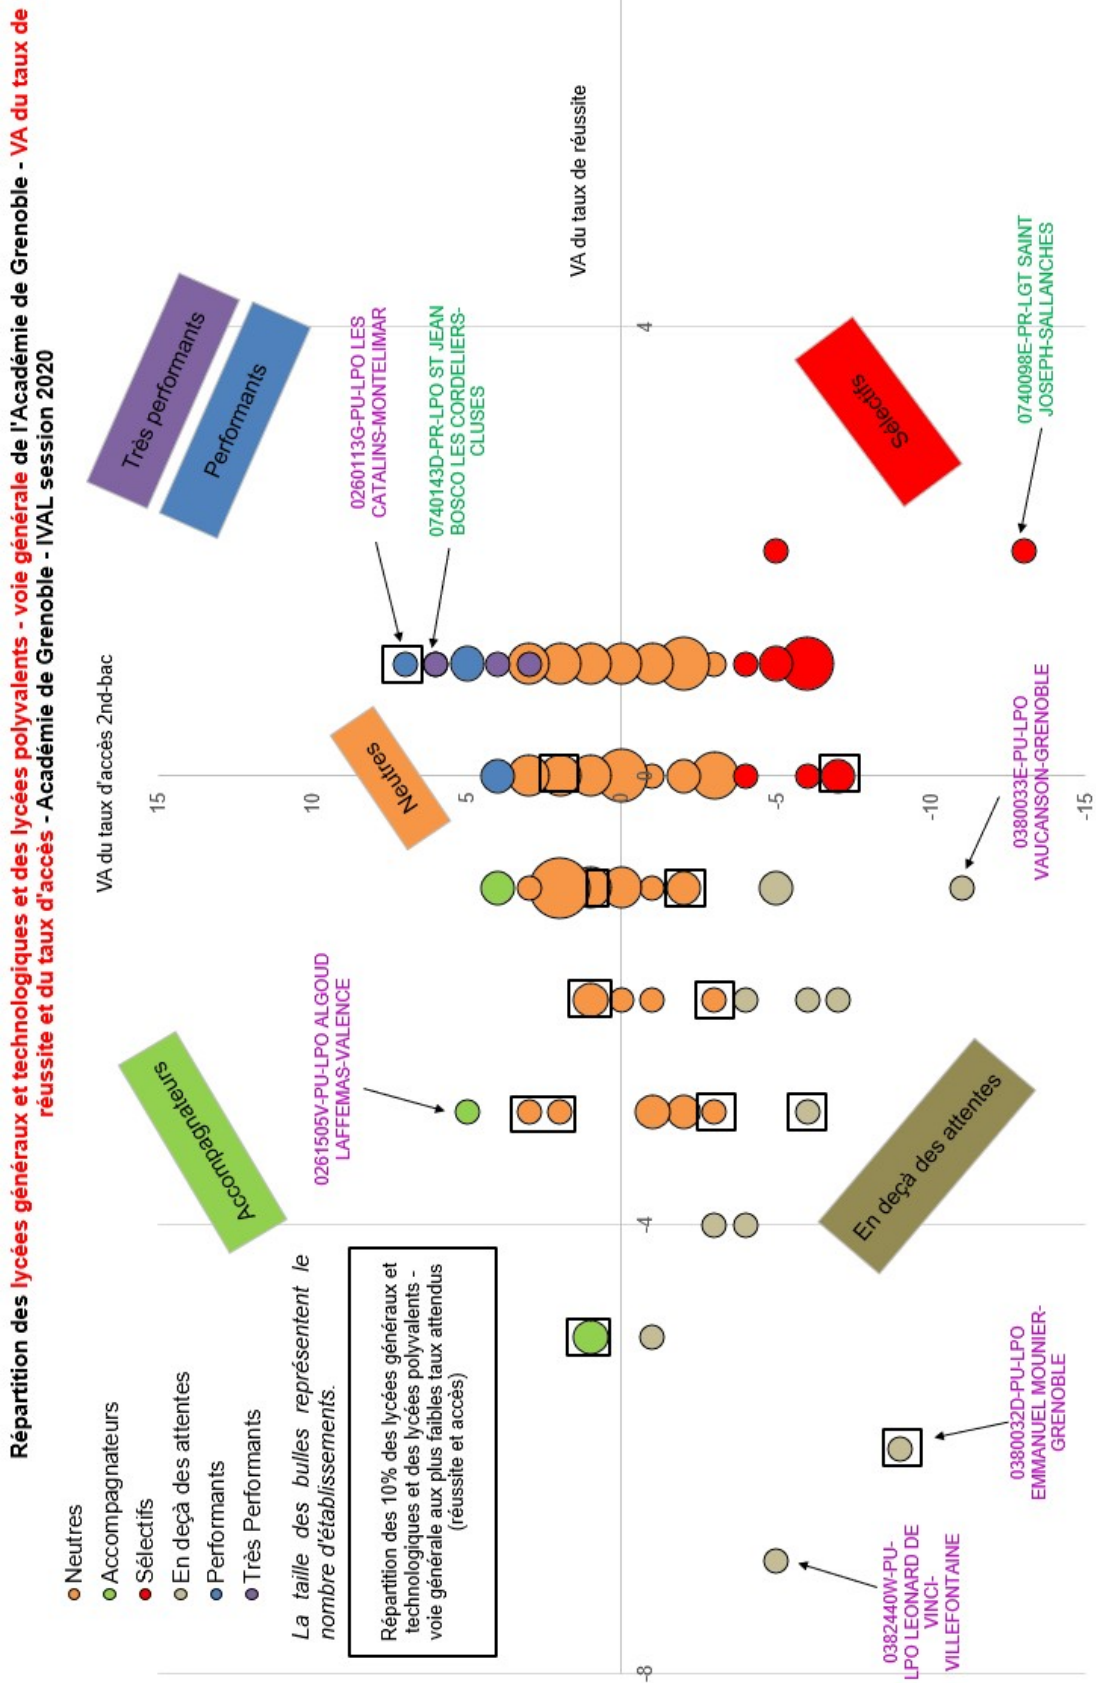 Répartition des lycées généraux et technologiques et des lycées polyvalents - voie générale de l'Académie de Grenoble - VA du taux de
réussite et du taux d'accès - Académie de Grenoble - IVAL session 2020
Neutres
Accompagnateurs
Sélectifs
En deçà des attentes
Performants
Très Performants
La taille des bulles représentent le
nombre d'établissements.
Répartition des 10% des lycées généraux et
technologiques et des lycées polyvalents -
voie générale aux plus faibles taux attendus
(réussite et accès)
VA du taux d'accès 2nd-bac
Accompagnateurs
Neutres
Très performants
Performants
0261505V-PU-LPO ALGOUD
LAFFEMAS-VALENCE
0260113G-PU-LPO LES
CATALINS-MONTELIMAR
0740143D-PR-LPO ST JEAN
BOSCO LES CORDELIERS-
CLUSES
VA du taux de réussite
15
10
5
0
-5
-10
-15
-8
-4
0
4
En deçà des attentes
Sélectifs
0382440W-PU-
LPO LEONARD DE
VINCI-
VILLEFONTAINE
0380032D-PU-LPO
EMMANUEL MOUNIER-
GRENOBLE
0380033E-PU-LPO
VAUCANSON-GRENOBLE
0740098E-PR-LGT SAINT
JOSEPH-SALLANCHES